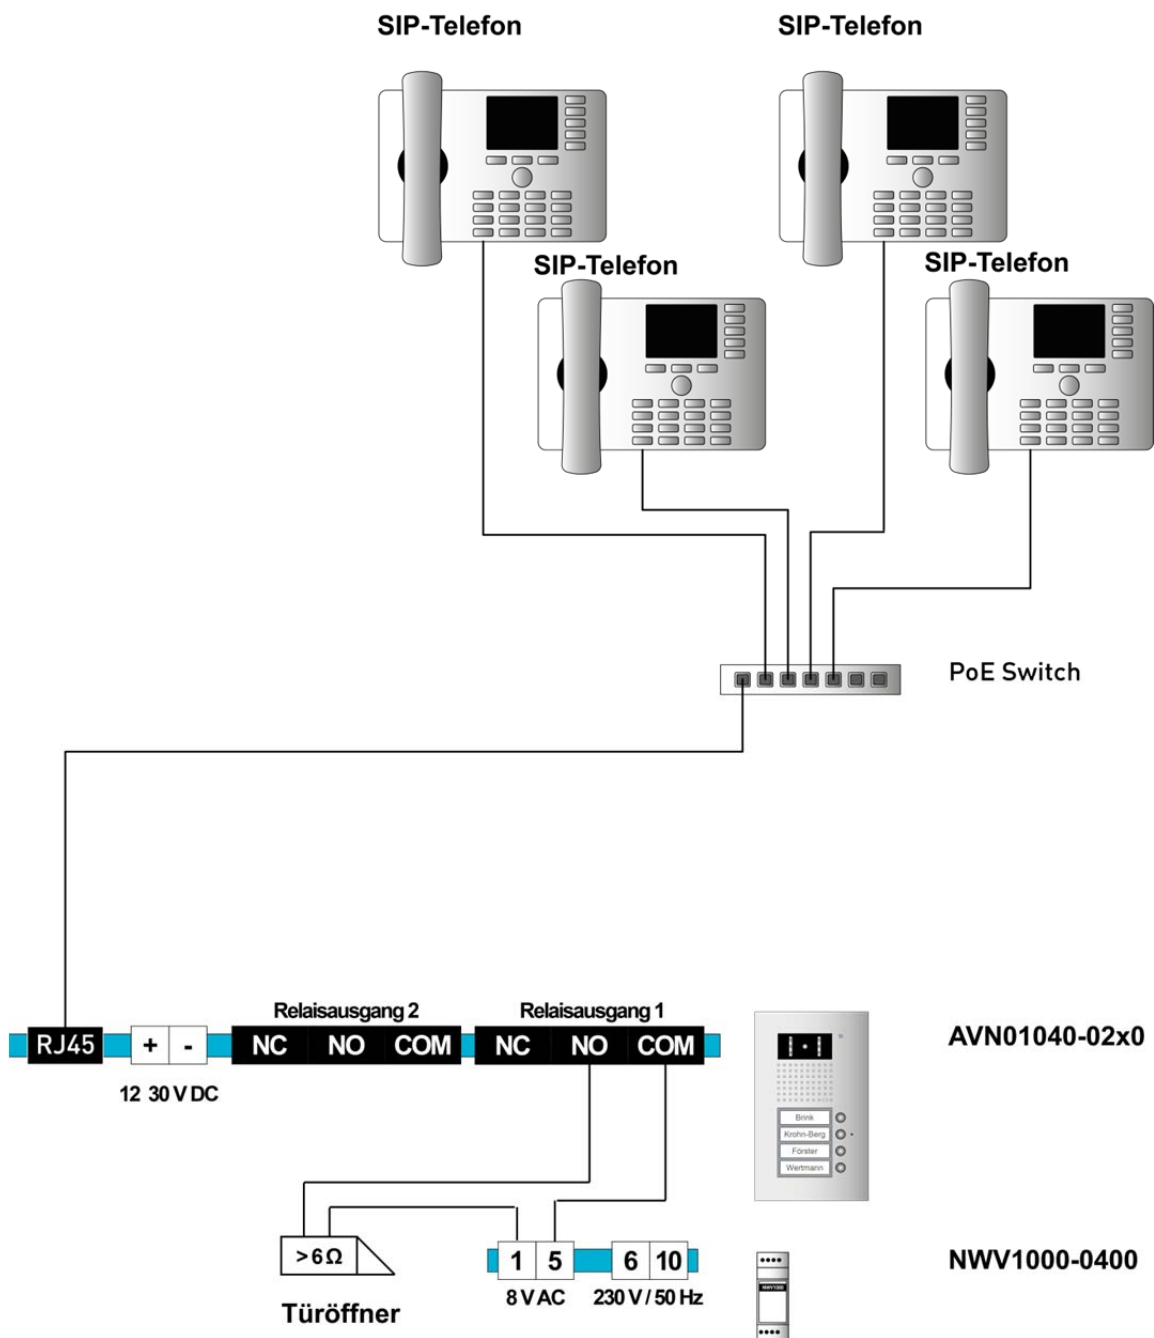 SIP-Telefon
SIP-Telefon
SIP-Telefon
SIP-Telefon
PoE Switch
Relaisausgang 2
Relaisausgang 1
RJ45
+ -
NC NO COM
NC NO COM
12 30 V DC
AVN01040-02x0
Brink
Krohn-Berg
Förster
Wertmann
>6Ω
1 5
6 10
8 V AC
230 V / 50 Hz
Türöffner
NWV1000-0400
NWV1000